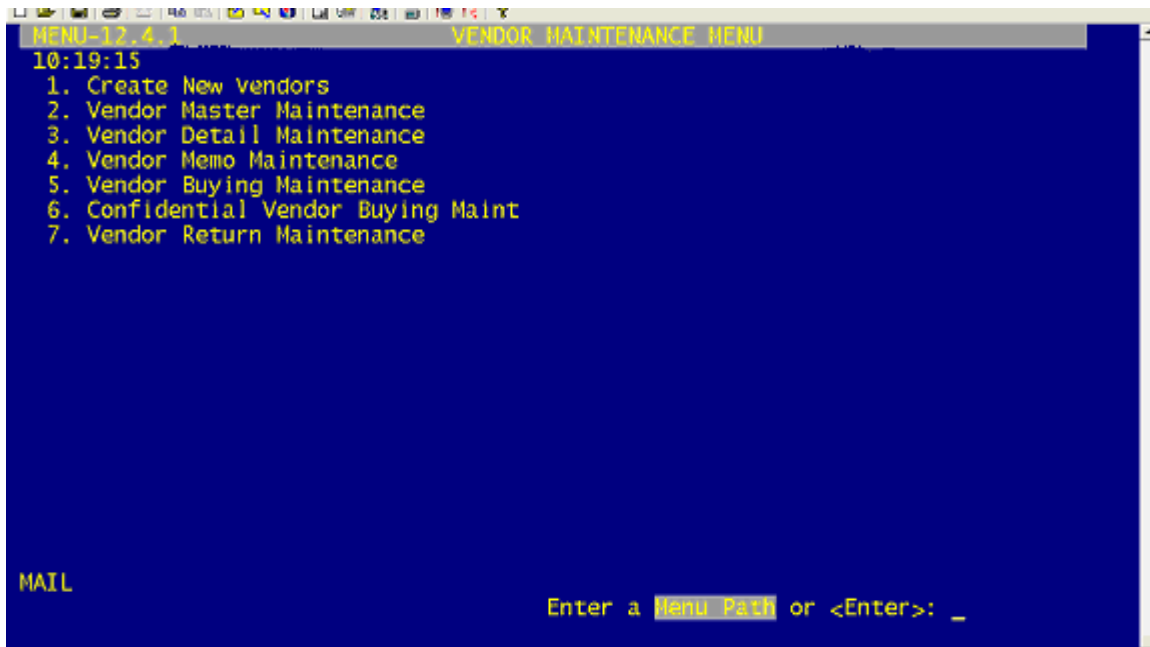 MENU-12.4.1 VENDOR MAINTENANCE MENU
10:19:15
1. Create New Vendors
2. Vendor Master Maintenance
3. Vendor Detail Maintenance
4. Vendor Memo Maintenance
5. Vendor Buying Maintenance
6. Confidential Vendor Buying Maint
7. Vendor Return Maintenance
MAIL
Enter a Menu Path or <Enter>: _